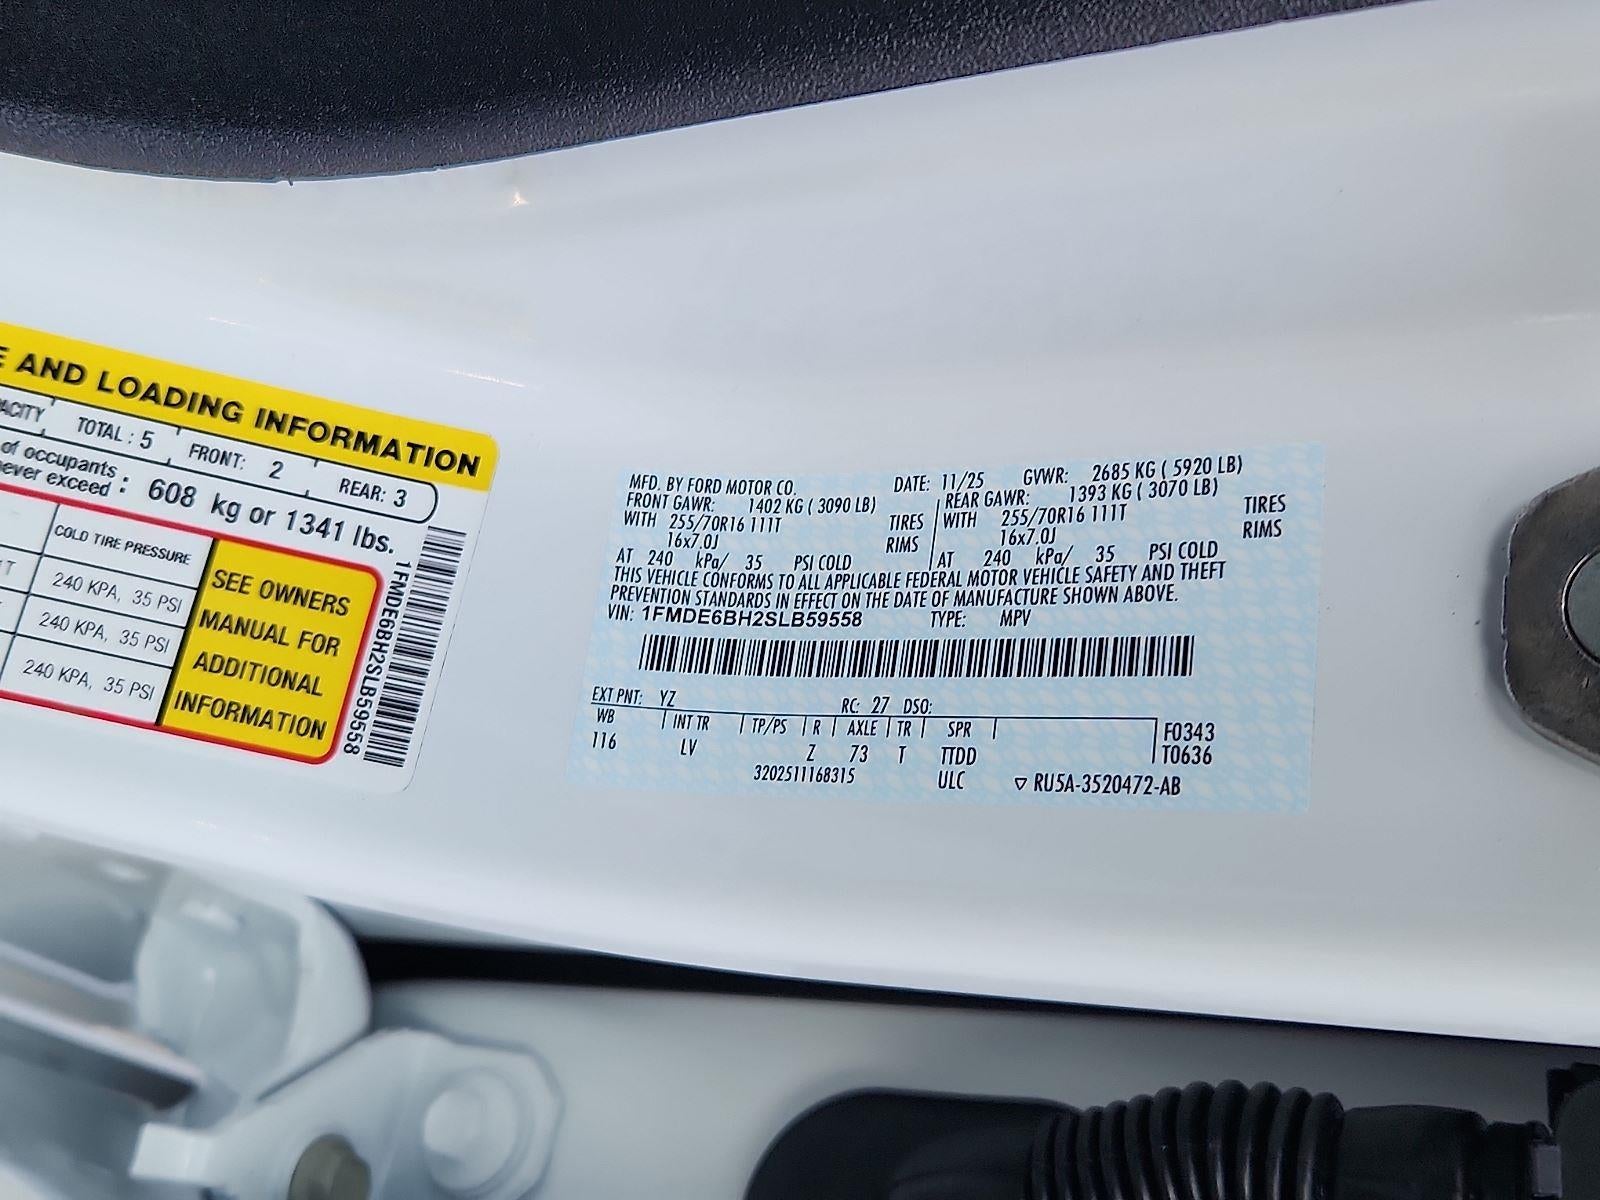 E AND LOADING INFORMATION
TOTAL : 5 FRONT: 2 REAR: 3
of occupants
never exceed : 608 kg or 1341 lbs.
COLD TIRE PRESSURE
240 KPA, 35 PSI
240 KPA, 35 PSI
240 KPA, 35 PSI
SEE OWNERS
MANUAL FOR
ADDITIONAL
INFORMATION
1FMDE6BH2SLB59558
MFD. BY FORD MOTOR CO. DATE: 11/25 GVWR: 2685 KG ( 5920 LB)
FRONT GAWR: 1402 KG ( 3090 LB) REAR GAWR: 1393 KG ( 3070 LB)
WITH 255/70R16 111T TIRES WITH 255/70R16 111T TIRES
16x7.0J RIMS 16x7.0J RIMS
AT 240 kPa/ 35 PSI COLD AT 240 kPa/ 35 PSI COLD
THIS VEHICLE CONFORMS TO ALL APPLICABLE FEDERAL MOTOR VEHICLE SAFETY AND THEFT
PREVENTION STANDARDS IN EFFECT ON THE DATE OF MANUFACTURE SHOWN ABOVE.
VIN: 1FMDE6BH2SLB59558 TYPE: MPV
EXT PNT: YZ RC: 27 DSO:
WB INT TR TP/PS R AXLE TR SPR F0343
116 LV Z 73 T TTDD T0636
3202511168315 ULC ▽ RU5A-3520472-AB